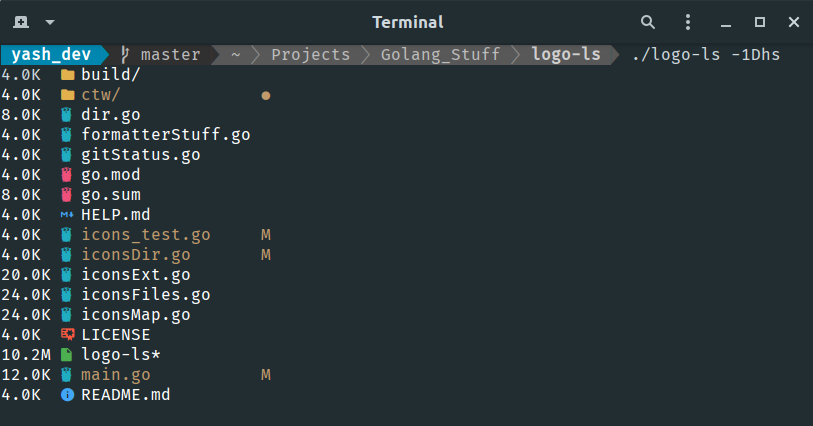 Terminal
yash_dev master ~ Projects Golang_Stuff logo-ls ./logo-ls -1Dhs
4.0K build/
4.0K ctw/ ●
8.0K dir.go
4.0K formatterStuff.go
4.0K gitStatus.go
4.0K go.mod
8.0K go.sum
4.0K HELP.md
4.0K icons_test.go M
4.0K iconsDir.go M
20.0K iconsExt.go
24.0K iconsFiles.go
24.0K iconsMap.go
4.0K LICENSE
10.2M logo-ls*
12.0K main.go M
4.0K README.md